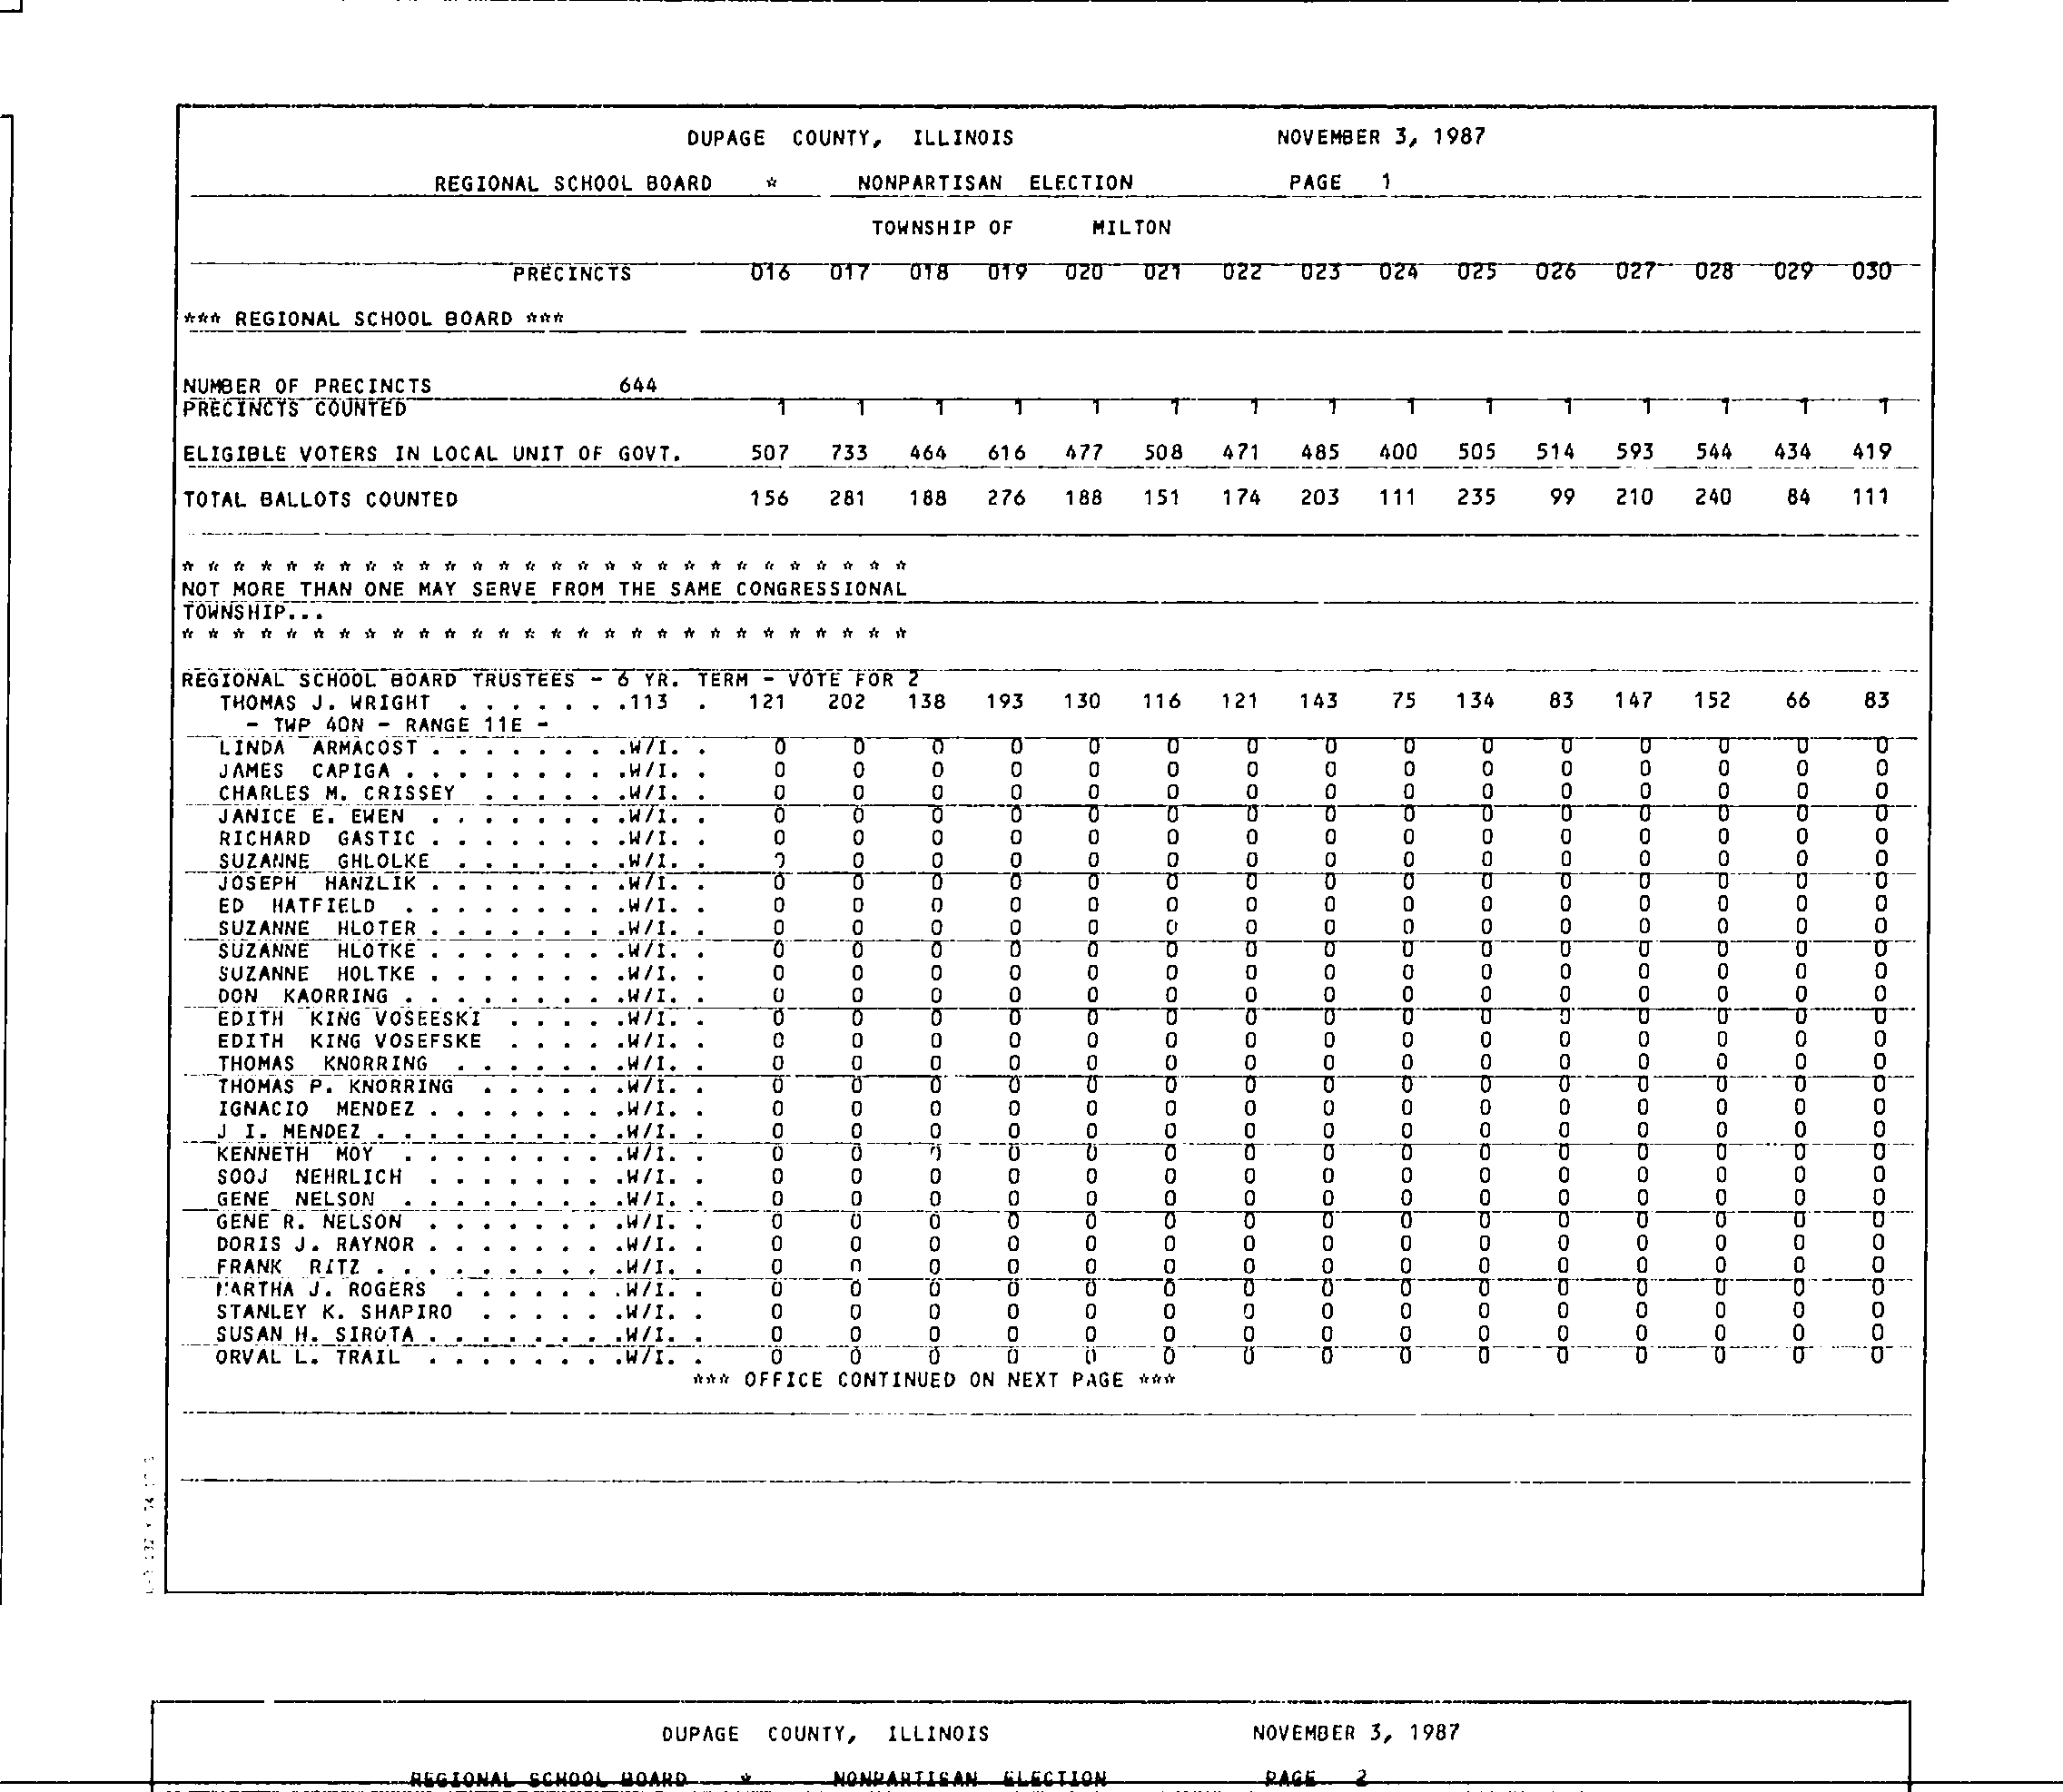 DUPAGE COUNTY, ILLINOIS NOVEMBER 3, 1987
REGIONAL SCHOOL BOARD * NONPARTISAN ELECTION PAGE 1
TOWNSHIP OF MILTON
PRECINCTS 016 017 018 019 020 021 022 023 024 025 026 027 028 029 030
*** REGIONAL SCHOOL BOARD ***
NUMBER OF PRECINCTS 644
PRECINCTS COUNTED 1 1 1 1 1 1 1 1 1 1 1 1 1 1 1
ELIGIBLE VOTERS IN LOCAL UNIT OF GOVT. 507 733 464 616 477 508 471 485 400 505 514 593 544 434 419
TOTAL BALLOTS COUNTED 156 281 188 276 188 151 174 203 111 235 99 210 240 84 111
* * * * * * * * * * * * * * * * * * * * * * * * * * * *
NOT MORE THAN ONE MAY SERVE FROM THE SAME CONGRESSIONAL
TOWNSHIP...
* * * * * * * * * * * * * * * * * * * * * * * * * * * *
REGIONAL SCHOOL BOARD TRUSTEES - 6 YR. TERM - VOTE FOR 2
THOMAS J. WRIGHT . . . . . . .113 . 121 202 138 193 130 116 121 143 75 134 83 147 152 66 83
- TWP 40N - RANGE 11E -
LINDA ARMACOST . . . . . . . .W/I. . 0 0 0 0 0 0 0 0 0 0 0 0 0 0 0
JAMES CAPIGA . . . . . . . . .W/I. . 0 0 0 0 0 0 0 0 0 0 0 0 0 0 0
CHARLES M. CRISSEY . . . . . .W/I. . 0 0 0 0 0 0 0 0 0 0 0 0 0 0 0
JANICE E. EWEN . . . . . . . .W/I. . 0 0 0 0 0 0 0 0 0 0 0 0 0 0 0
RICHARD GASTIC . . . . . . . .W/I. . 0 0 0 0 0 0 0 0 0 0 0 0 0 0 0
SUZANNE GHLOLKE . . . . . . .W/I. . 0 0 0 0 0 0 0 0 0 0 0 0 0 0 0
JOSEPH HANZLIK . . . . . . . .W/I. . 0 0 0 0 0 0 0 0 0 0 0 0 0 0 0
ED HATFIELD . . . . . . . . .W/I. . 0 0 0 0 0 0 0 0 0 0 0 0 0 0 0
SUZANNE HLOTER . . . . . . . .W/I. . 0 0 0 0 0 0 0 0 0 0 0 0 0 0 0
SUZANNE HLOTKE . . . . . . . .W/I. . 0 0 0 0 0 0 0 0 0 0 0 0 0 0 0
SUZANNE HOLTKE . . . . . . . .W/I. . 0 0 0 0 0 0 0 0 0 0 0 0 0 0 0
DON KAORRING . . . . . . . . .W/I. . 0 0 0 0 0 0 0 0 0 0 0 0 0 0 0
EDITH KING VOSEESKI . . . . .W/I. . 0 0 0 0 0 0 0 0 0 0 0 0 0 0 0
EDITH KING VOSEFSKE . . . . .W/I. . 0 0 0 0 0 0 0 0 0 0 0 0 0 0 0
THOMAS KNORRING . . . . . . .W/I. . 0 0 0 0 0 0 0 0 0 0 0 0 0 0 0
THOMAS P. KNORRING . . . . . .W/I. . 0 0 0 0 0 0 0 0 0 0 0 0 0 0 0
IGNACIO MENDEZ . . . . . . . .W/I. . 0 0 0 0 0 0 0 0 0 0 0 0 0 0 0
J I. MENDEZ . . . . . . . . . .W/I. . 0 0 0 0 0 0 0 0 0 0 0 0 0 0 0
KENNETH MOY . . . . . . . . .W/I. . 0 0 0 0 0 0 0 0 0 0 0 0 0 0 0
SOOJ NEHRLICH . . . . . . . .W/I. . 0 0 0 0 0 0 0 0 0 0 0 0 0 0 0
GENE NELSON . . . . . . . . .W/I. . 0 0 0 0 0 0 0 0 0 0 0 0 0 0 0
GENE R. NELSON . . . . . . . .W/I. . 0 0 0 0 0 0 0 0 0 0 0 0 0 0 0
DORIS J. RAYNOR . . . . . . . .W/I. . 0 0 0 0 0 0 0 0 0 0 0 0 0 0 0
FRANK RITZ . . . . . . . . . .W/I. . 0 0 0 0 0 0 0 0 0 0 0 0 0 0 0
MARTHA J. ROGERS . . . . . . .W/I. . 0 0 0 0 0 0 0 0 0 0 0 0 0 0 0
STANLEY K. SHAPIRO . . . . . .W/I. . 0 0 0 0 0 0 0 0 0 0 0 0 0 0 0
SUSAN H. SIROTA . . . . . . . .W/I. . 0 0 0 0 0 0 0 0 0 0 0 0 0 0 0
ORVAL L. TRAIL . . . . . . . .W/I. . 0 0 0 0 0 0 0 0 0 0 0 0 0 0 0
*** OFFICE CONTINUED ON NEXT PAGE ***
DUPAGE COUNTY, ILLINOIS NOVEMBER 3, 1987
REGIONAL SCHOOL BOARD * NONPARTISAN ELECTION PAGE 2